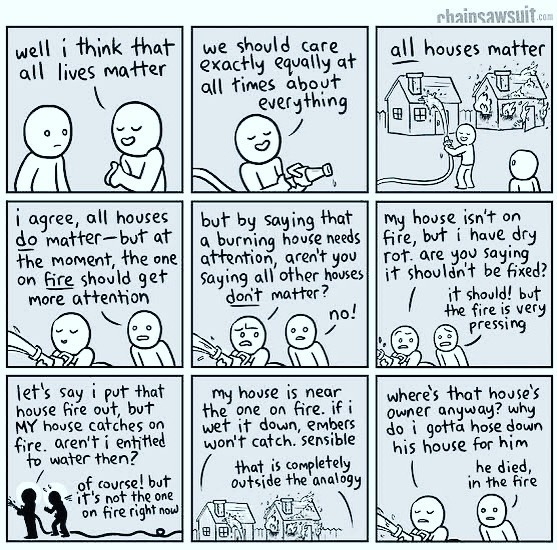 chainsawsuit.com
well i think that
all lives matter
we should care
exactly equally at
all times about
everything
all houses matter
i agree, all houses
do matter—but at
the moment, the one
on fire should get
more attention
but by saying that
a burning house needs
attention, aren't you
saying all other houses
don't matter?
no!
my house isn't on
fire, but i have dry
rot. are you saying
it shouldn't be fixed?
it should! but
the fire is very
pressing
let's say i put that
house fire out, but
MY house catches on
fire. aren't i entitled
to water then?
of course! but
it's not the one
on fire right now
my house is near
the one on fire. if i
wet it down, embers
won't catch. sensible
that is completely
outside the analogy
where's that house's
owner anyway? why
do i gotta hose down
his house for him
he died,
in the fire